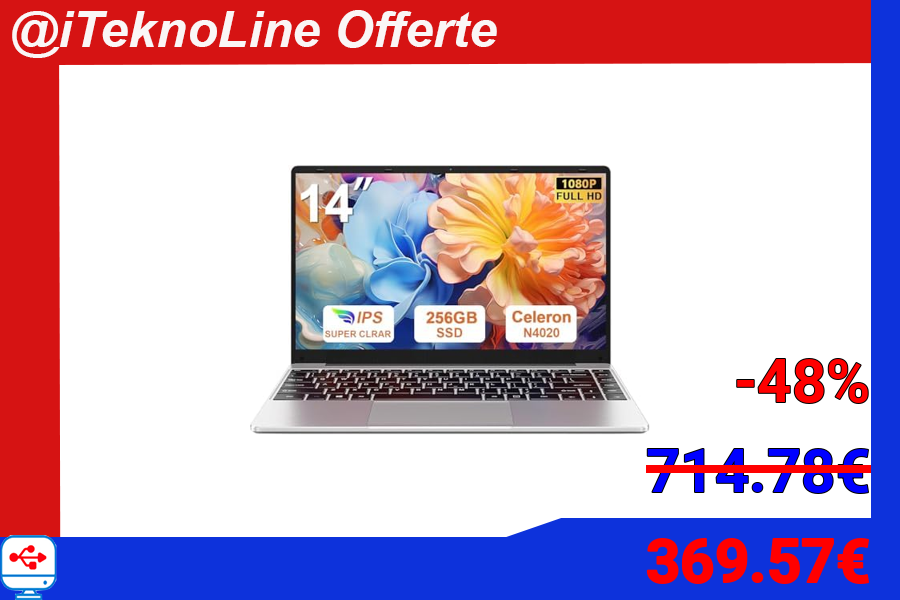 @iTeknoLine Offerte
14”
1080P
FULL HD
IPS
SUPER CLRAR
256GB
SSD
Celeron
N4020
-48%
714.78€
369.57€